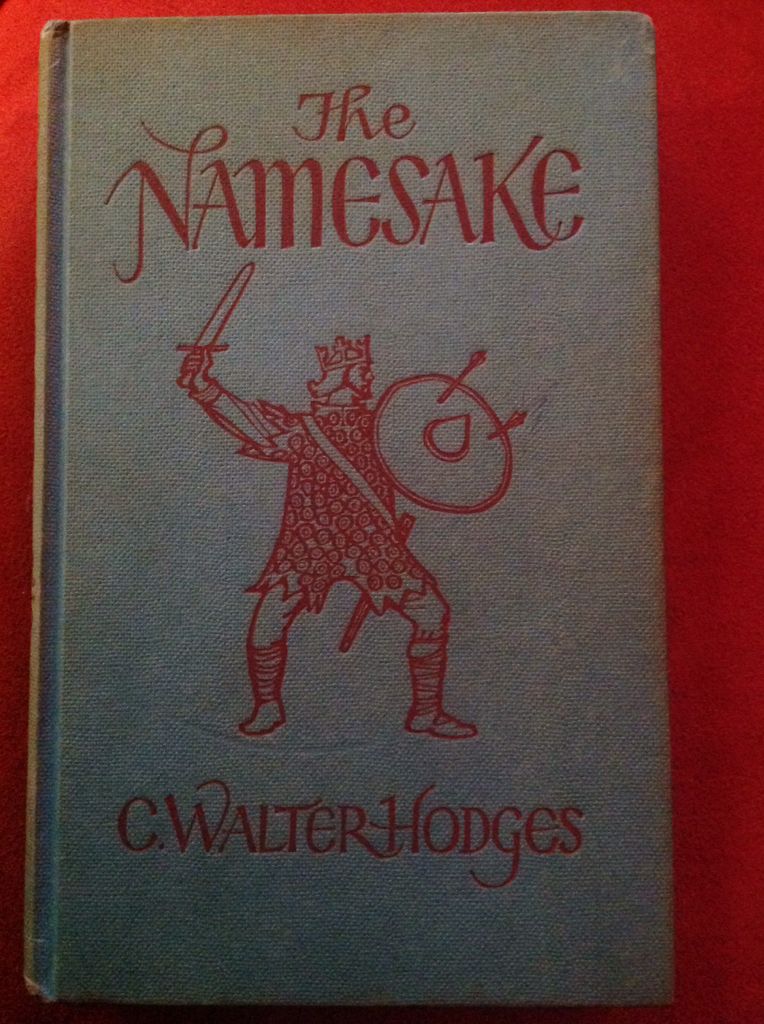 The
NAMESAKE
C. WALTER HODGES